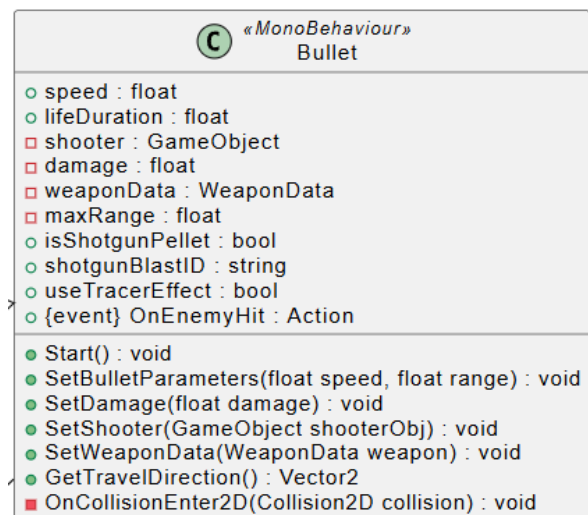 C «MonoBehaviour»
Bullet
speed : float
lifeDuration : float
shooter : GameObject
damage : float
weaponData : WeaponData
maxRange : float
isShotgunPellet : bool
shotgunBlastID : string
useTracerEffect : bool
{event} OnEnemyHit : Action
Start() : void
SetBulletParameters(float speed, float range) : void
SetDamage(float damage) : void
SetShooter(GameObject shooterObj) : void
SetWeaponData(WeaponData weapon) : void
GetTravelDirection() : Vector2
OnCollisionEnter2D(Collision2D collision) : void